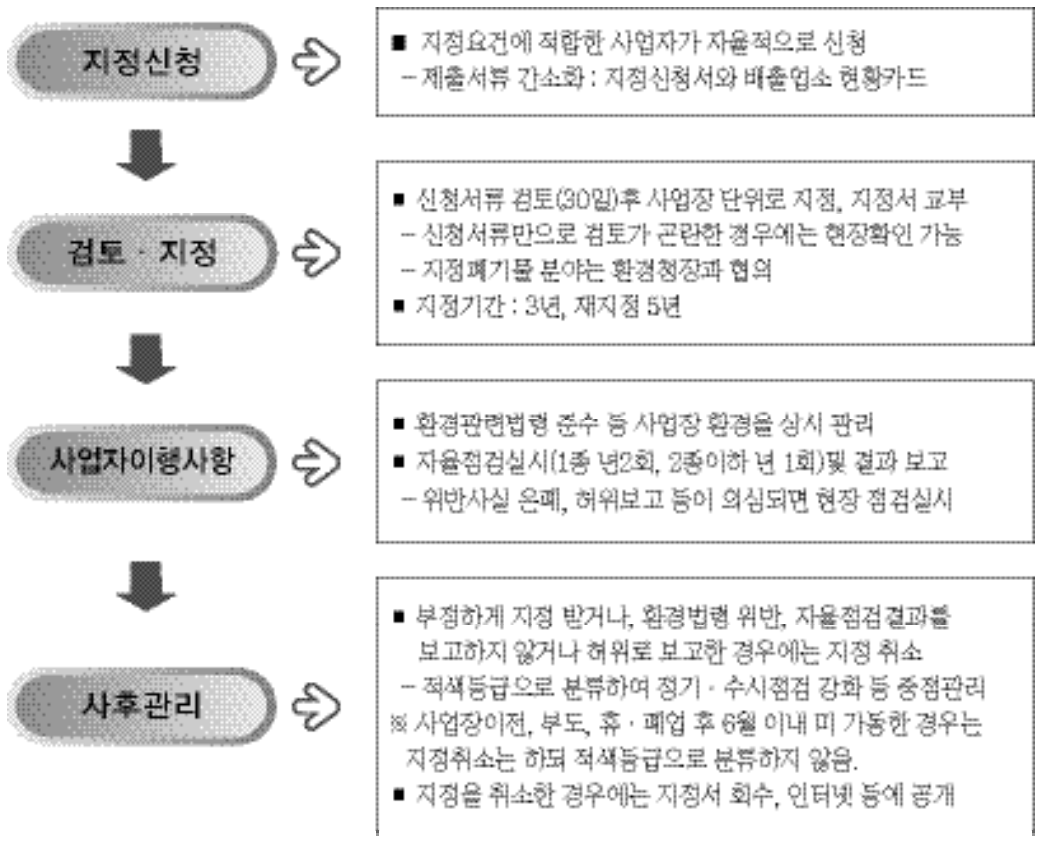 지정신청
■ 지정요건에 적합한 사업자가 자율적으로 신청
– 제출서류 간소화 : 지정신청서와 배출업소 현황카드
검토 · 지정
■ 신청서류 검토(30일)후 사업장 단위로 지정, 지정서 교부
– 신청서류만으로 검토가 곤란한 경우에는 현장확인 가능
– 지정폐기물 분야는 환경청장과 협의
■ 지정기간 : 3년, 재지정 5년
사업자이행사항
■ 환경관련법령 준수 등 사업장 환경을 상시 관리
■ 자율점검실시(1종 년2회, 2종이하 년 1회)및 결과 보고
– 위반사실 은폐, 허위보고 등이 의심되면 현장 점검실시
사후관리
■ 부정하게 지정 받거나, 환경법령 위반, 자율점검결과를
보고하지 않거나 허위로 보고한 경우에는 지정 취소
– 적색등급으로 분류하여 정기 · 수시점검 강화 등 중점관리
※ 사업장이전, 부도, 휴 · 폐업 후 6월 이내 미 가동한 경우는
지정취소는 하되 적색등급으로 분류하지 않음.
■ 지정을 취소한 경우에는 지정서 회수, 인터넷 등에 공개